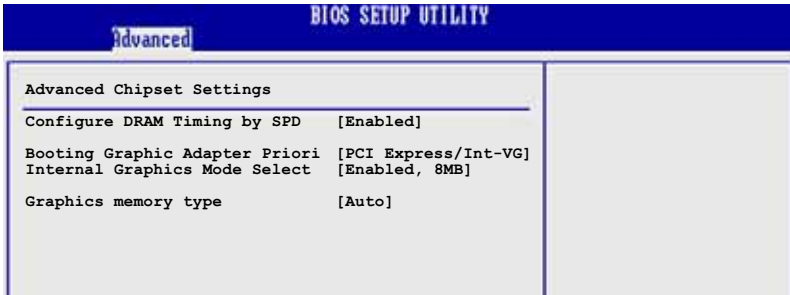 BIOS SETUP UTILITY
Advanced
Advanced Chipset Settings
Configure DRAM Timing by SPD [Enabled]
Booting Graphic Adapter Priori [PCI Express/Int-VG]
Internal Graphics Mode Select [Enabled, 8MB]
Graphics memory type [Auto]